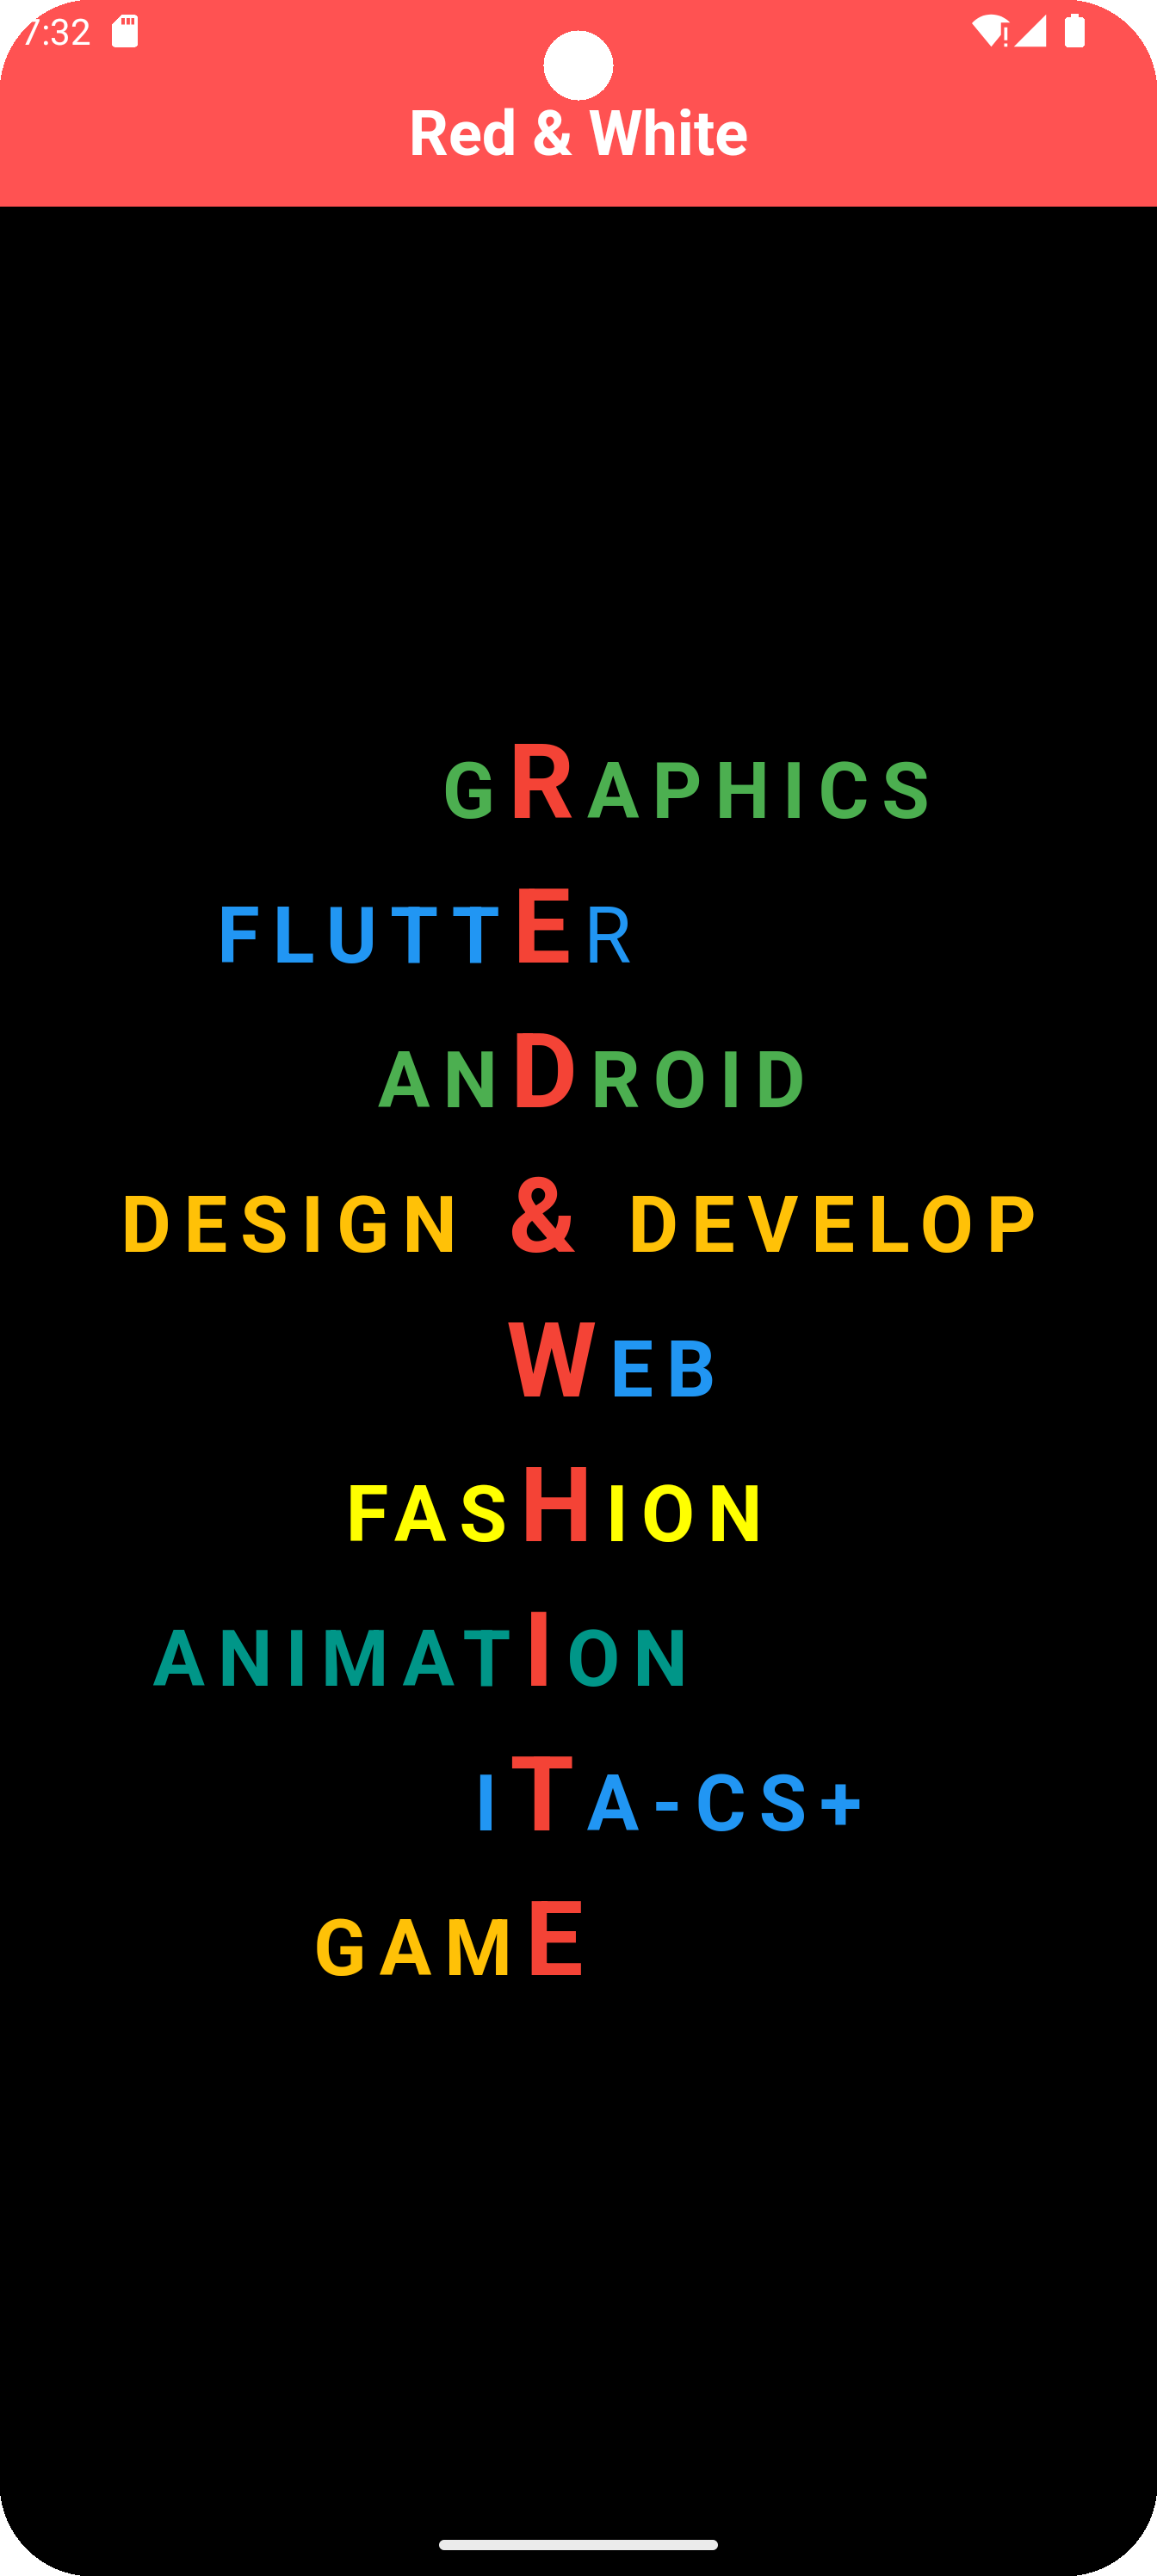 7:32
Red & White
GRAPHICS
FLUTTER
ANDROID
DESIGN & DEVELOP
WEB
FASHION
ANIMATION
ITA-CS+
GAME